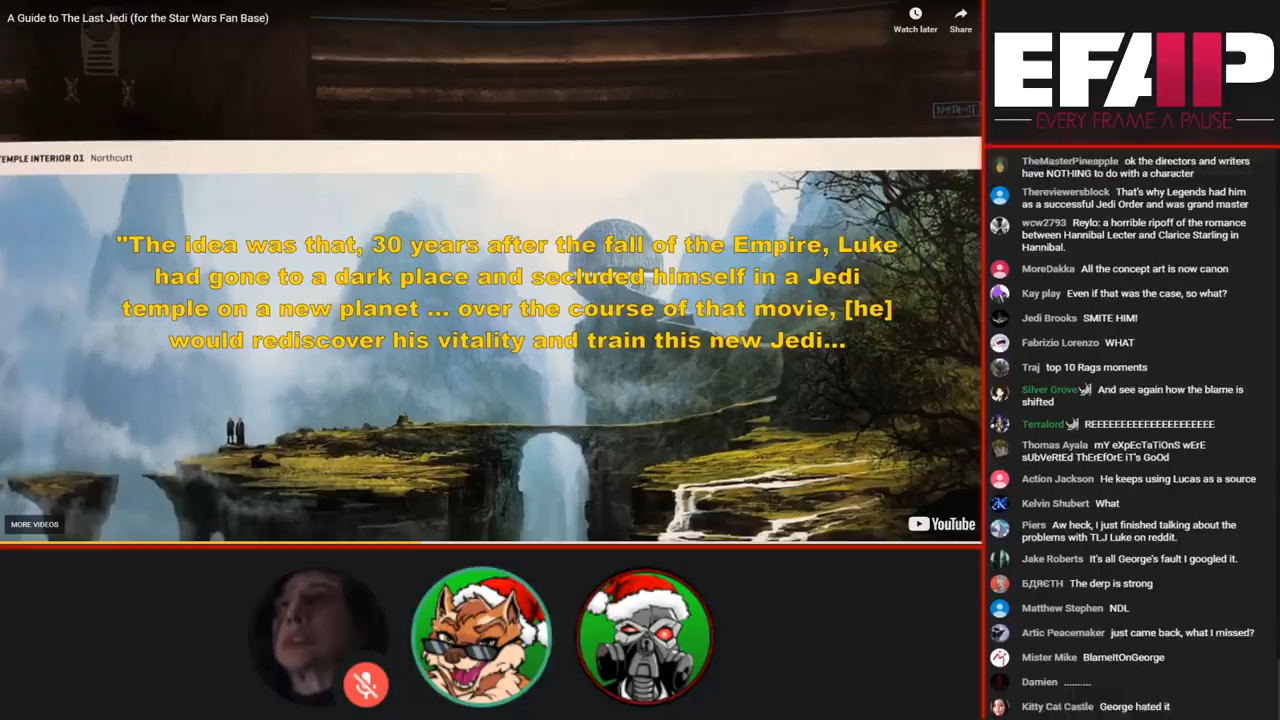 A Guide to The Last Jedi (for the Star Wars Fan Base)
Watch later
Share
TEMPLE INTERIOR 01 Northcutt
"The idea was that, 30 years after the fall of the Empire, Luke
had gone to a dark place and secluded himself in a Jedi
temple on a new planet ... over the course of that movie, [he]
would rediscover his vitality and train this new Jedi...
MORE VIDEOS
YouTube
EFAP
EVERY FRAME A PAUSE
TheMasterPineapple ok the directors and writers
have NOTHING to do with a character
Thereviewersblock That's why Legends had him
as a successful Jedi Order and was grand master
wcw2793 Reylo: a horrible ripoff of the romance
between Hannibal Lecter and Clarice Starling in
Hannibal.
MoreDakka All the concept art is now canon
Kay play Even if that was the case, so what?
Jedi Brooks SMITE HIM!
Fabrizio Lorenzo WHAT
Traj top 10 Rags moments
Silver Grove And see again how the blame is
shifted
Terralord REEEEEEEEEEEEEEEEEEEEE
Thomas Ayala mY eXpEcTaTiOnS wErE
sUbVeRtEd ThErEfOrE iT's GoOd
Action Jackson He keeps using Lucas as a source
Kelvin Shubert What
Piers Aw heck, I just finished talking about the
problems with TLJ Luke on reddit.
Jake Roberts It's all George's fault I googled it.
БДЯЄTH The derp is strong
Matthew Stephen NDL
Artic Peacemaker just came back, what I missed?
Mister Mike BlameItOnGeorge
Damien ..........
Kitty Cat Castle George hated it